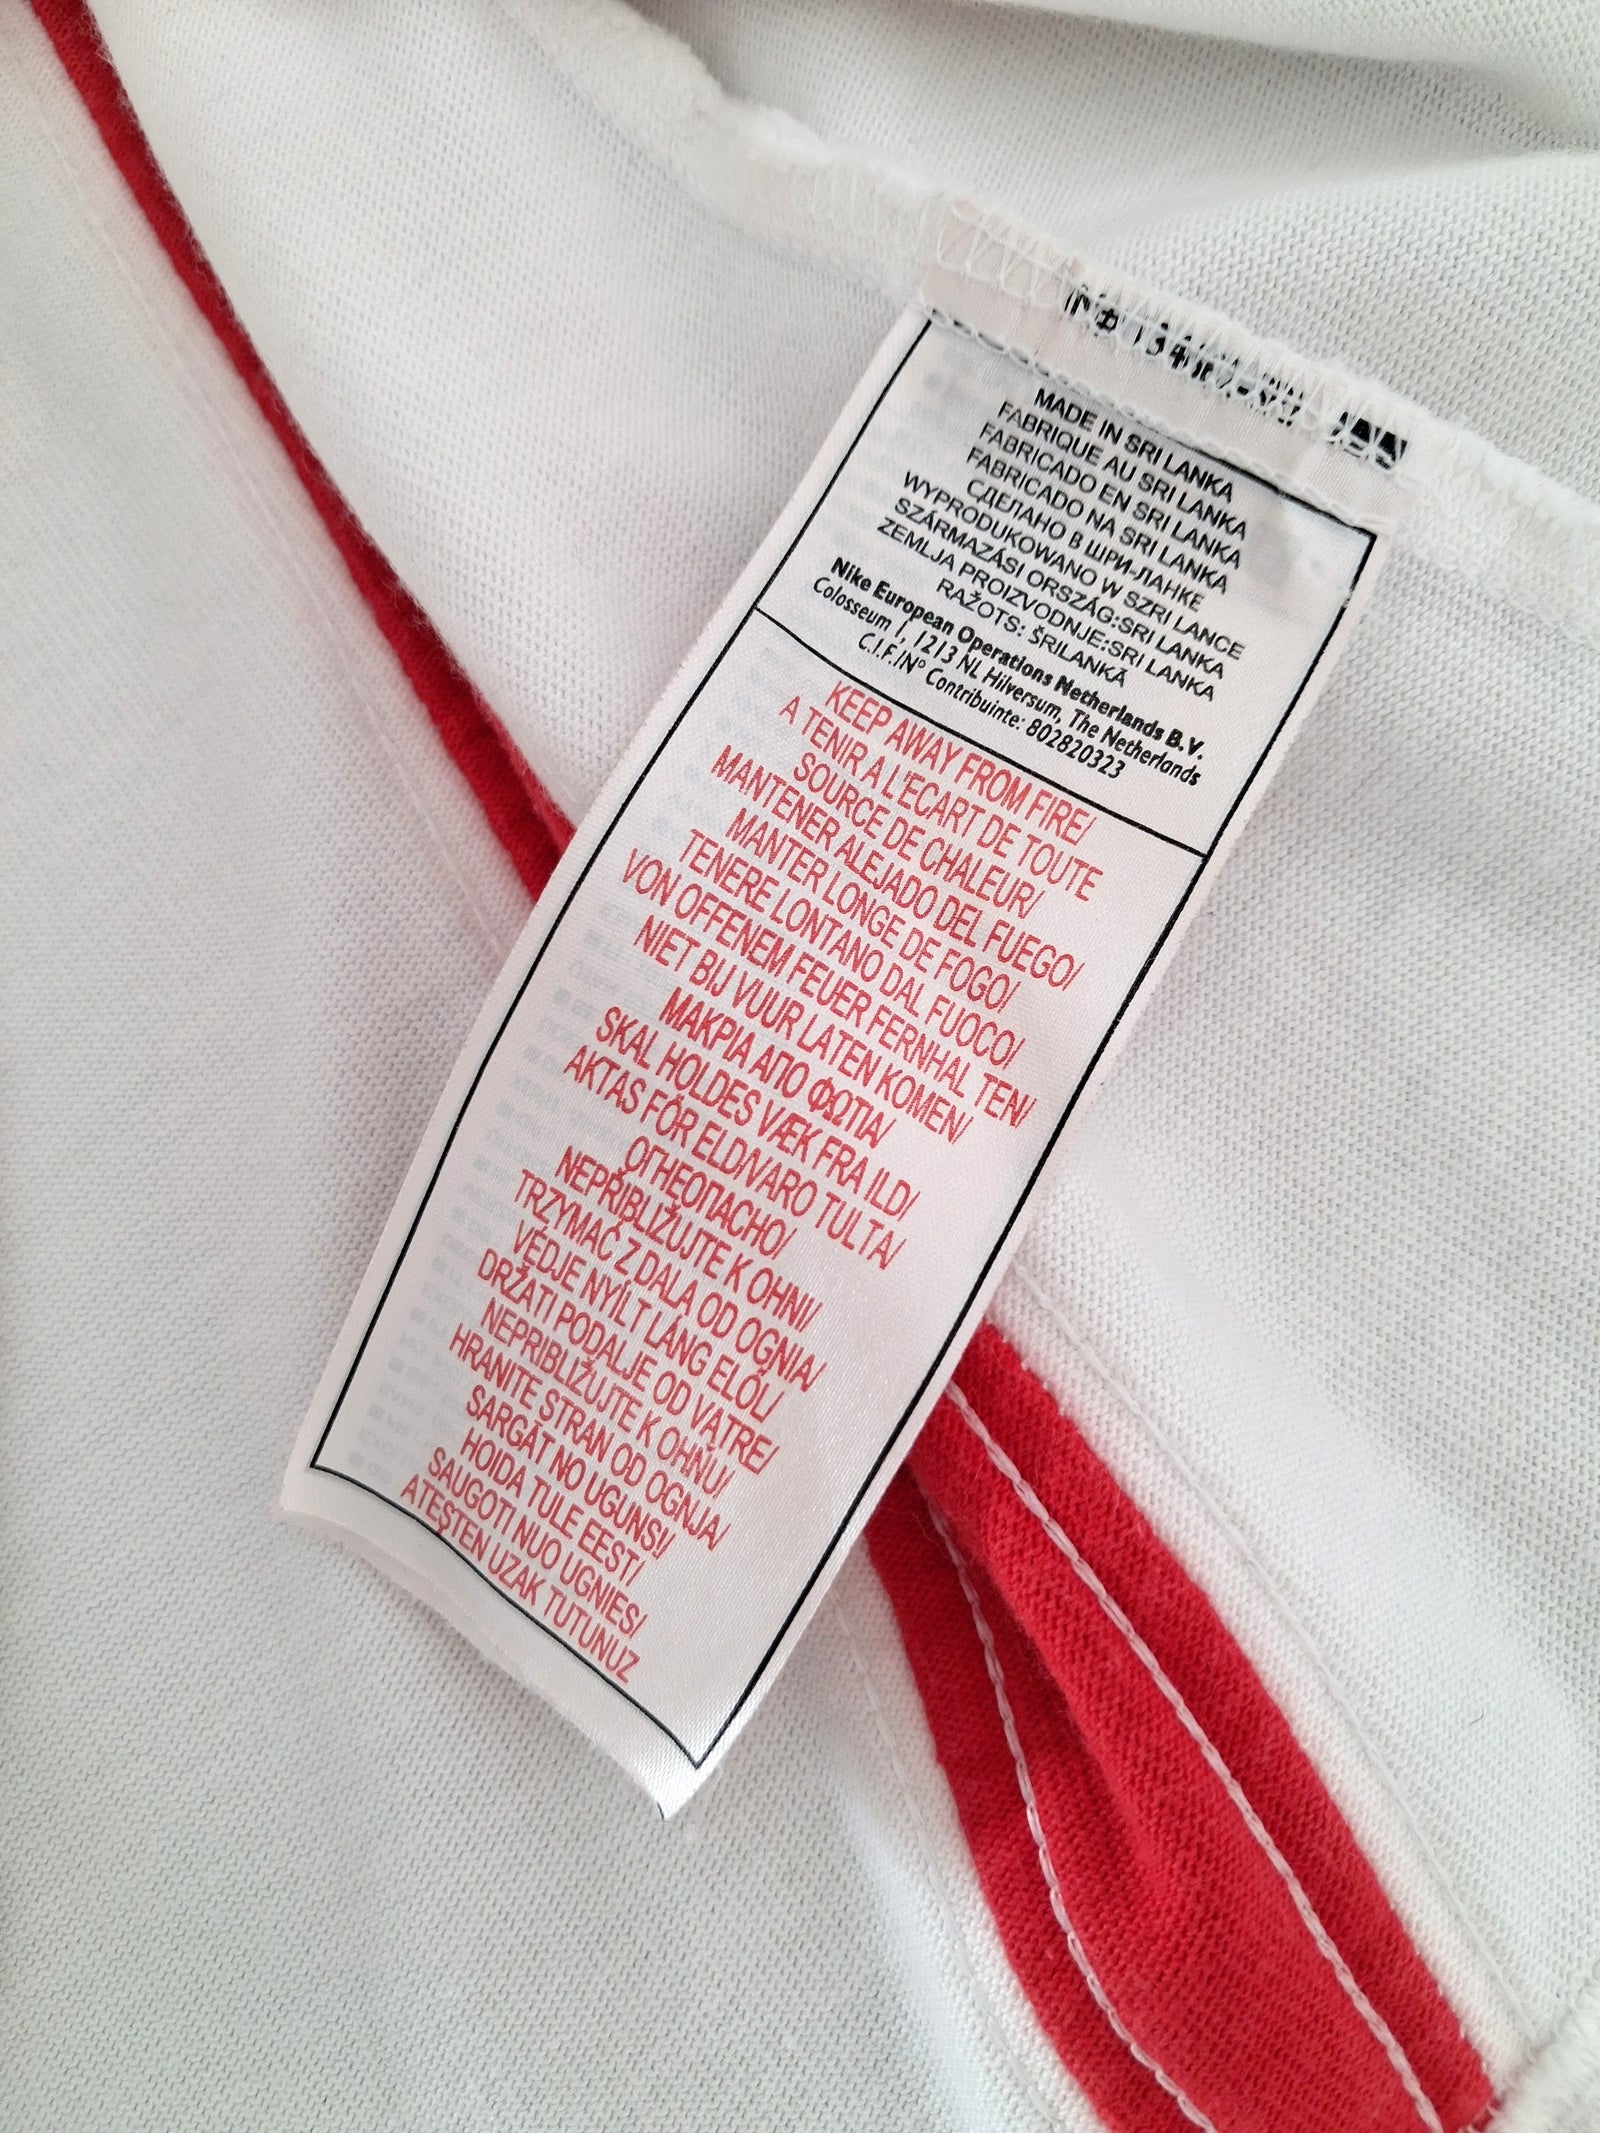 MADE IN SRI LANKA
FABRIQUE AU SRI LANKA
FABRICADO EN SRI LANKA
FABRICADO NA SRI LANKA
СДЕЛАНО В ШРИ-ЛАНКЕ
WYPRODUKOWANO W SZRI LANCE
SZÁRMAZÁSI ORSZÁG:SRI LANKA
ZEMLJA PROIZVODNJE:SRI LANKA
RAŽOTS: ŠRILANKĀ
Nike European Operations Netherlands B.V.
Colosseum 1, 1213 NL Hilversum, The Netherlands
C.I.F./Nº Contribuinte: 802820323
KEEP AWAY FROM FIRE/
A TENIR A L'ECART DE TOUTE
SOURCE DE CHALEUR/
MANTENER ALEJADO DEL FUEGO/
MANTER LONGE DE FOGO/
TENERE LONTANO DAL FUOCO/
VON OFFENEM FEUER FERNHAL TEN/
NIET BIJ VUUR LATEN KOMEN/
ΜΑΚΡΙΑ ΑΠΟ ΦΩΤΙΑ/
SKAL HOLDES VÆK FRA ILD/
AKTAS FÖR ELD/VARO TULTA/
ОГНЕОПАСНО/
NEPŘIBLIŽUJTE K OHNI/
TRZYMAĆ Z DALA OD OGNIA/
VÉDJE NYÍLT LÁNG ELŐL/
DRŽATI PODALJE OD VATRE/
NEPRIBLIŽUJTE K OHŇU/
HRANITE STRAN OD OGNJA/
SARGĀT NO UGUNS!/
HOIDA TULE EEST/
SAUGOTI NUO UGNIES/
ATEŞTEN UZAK TUTUNUZ